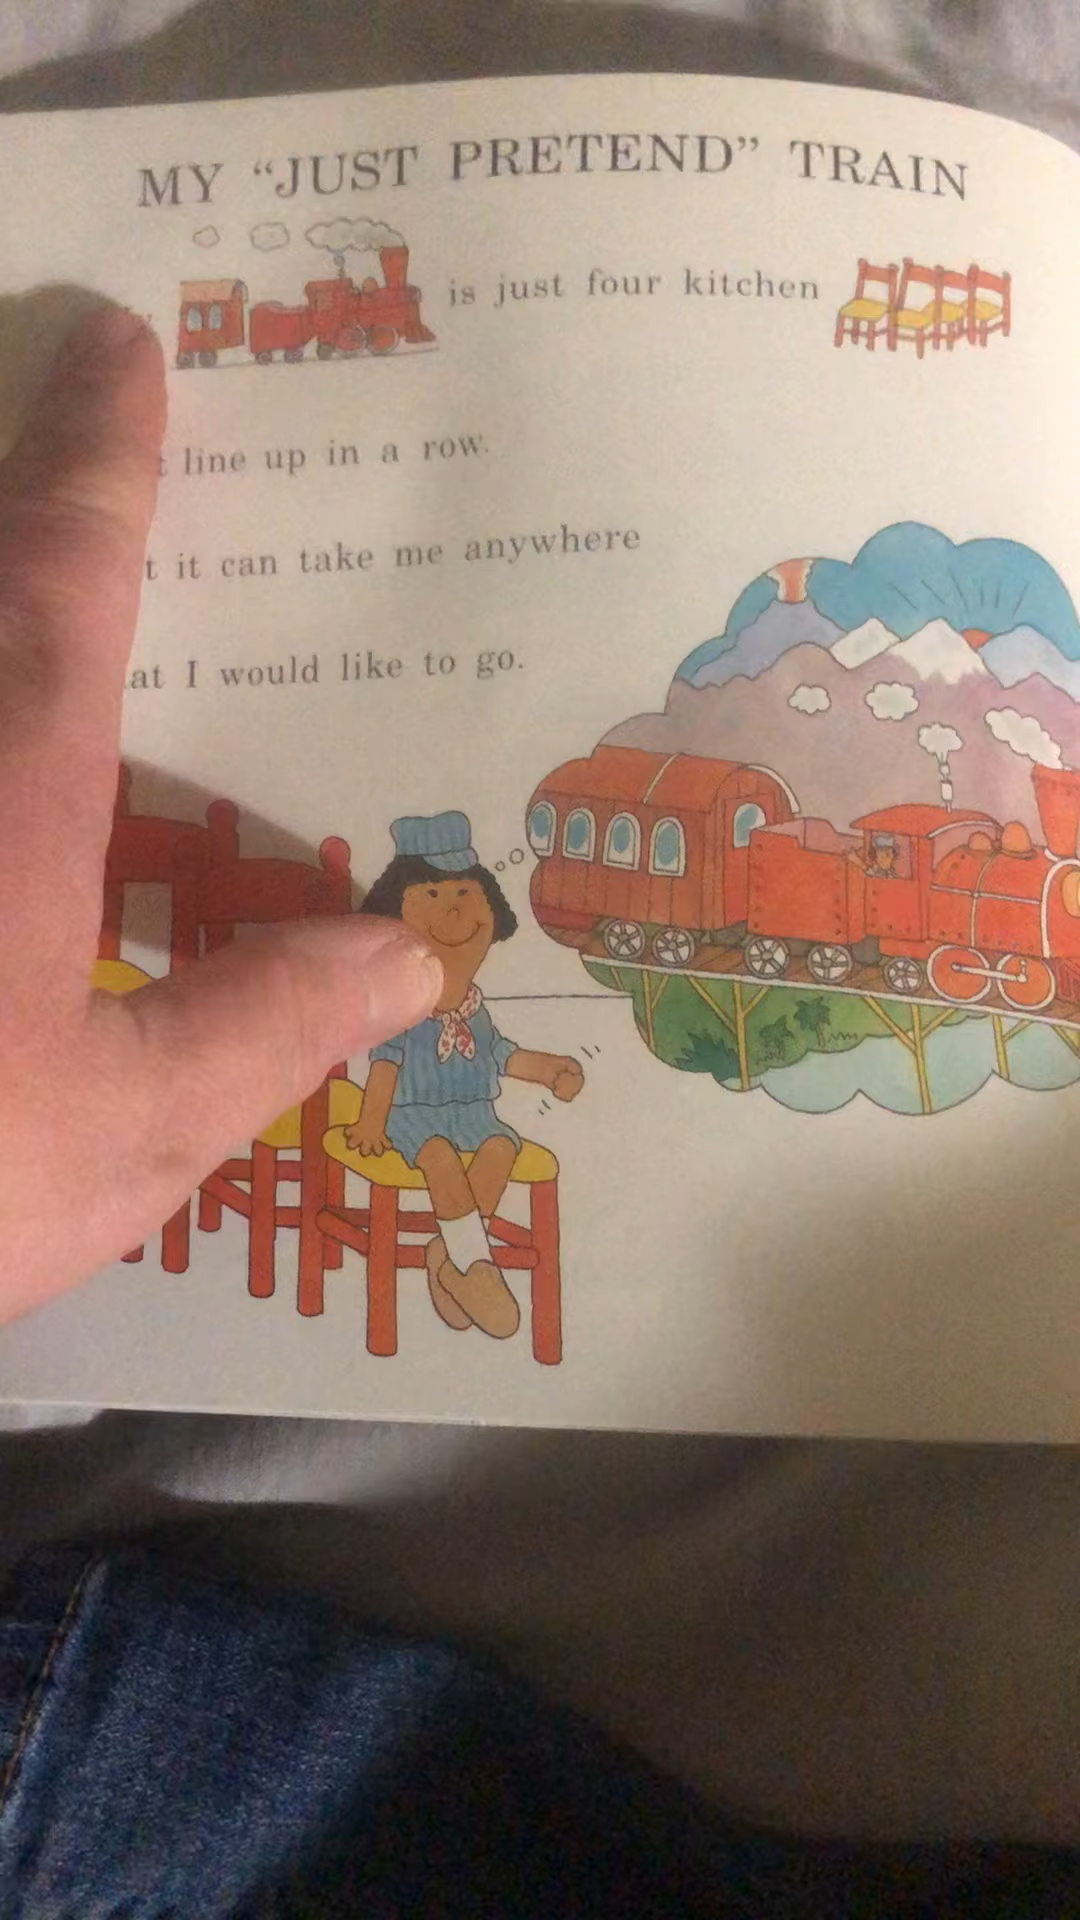 MY “JUST PRETEND” TRAIN
is just four kitchen
line up in a row.
it can take me anywhere
I would like to go.